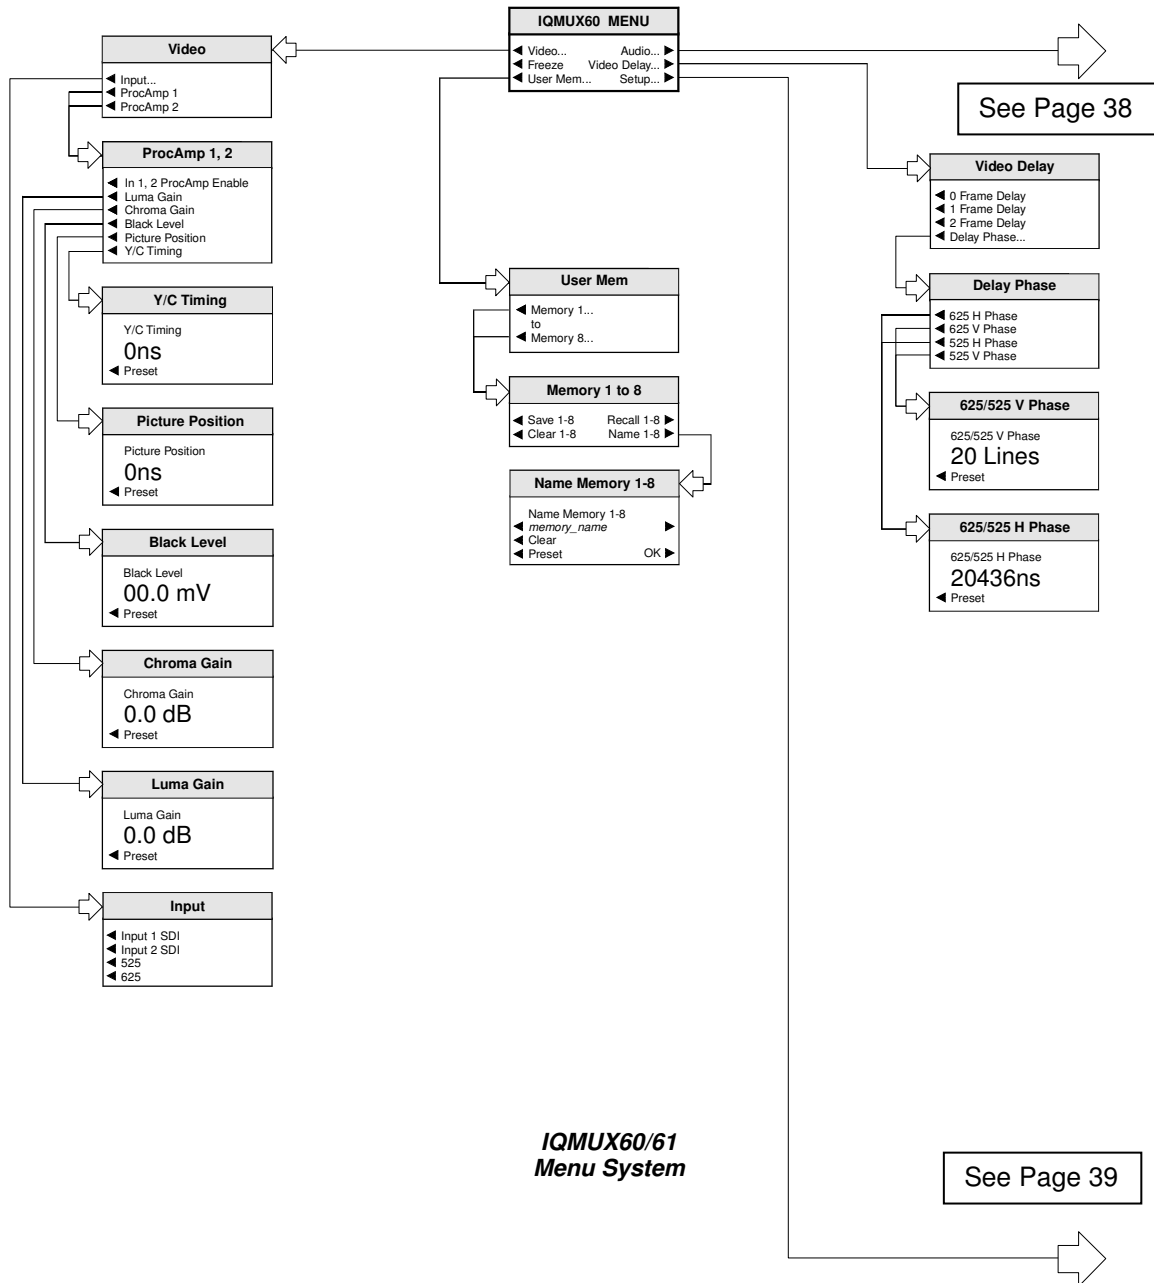 IQMUX60 MENU
◄ Video... Audio... ►
◄ Freeze Video Delay... ►
◄ User Mem... Setup... ►
See Page 38
Video
◄ Input...
◄ ProcAmp 1
◄ ProcAmp 2
ProcAmp 1, 2
◄ In 1, 2 ProcAmp Enable
◄ Luma Gain
◄ Chroma Gain
◄ Black Level
◄ Picture Position
◄ Y/C Timing
Y/C Timing
Y/C Timing
0ns
◄ Preset
Picture Position
Picture Position
0ns
◄ Preset
Black Level
Black Level
00.0 mV
◄ Preset
Chroma Gain
Chroma Gain
0.0 dB
◄ Preset
Luma Gain
Luma Gain
0.0 dB
◄ Preset
Input
◄ Input 1 SDI
◄ Input 2 SDI
◄ 525
◄ 625
User Mem
◄ Memory 1...
to
◄ Memory 8...
Memory 1 to 8
◄ Save 1-8 Recall 1-8 ►
◄ Clear 1-8 Name 1-8 ►
Name Memory 1-8
Name Memory 1-8
◄ memory_name ►
◄ Clear
◄ Preset OK ►
Video Delay
◄ 0 Frame Delay
◄ 1 Frame Delay
◄ 2 Frame Delay
◄ Delay Phase...
Delay Phase
◄ 625 H Phase
◄ 625 V Phase
◄ 525 H Phase
◄ 525 V Phase
625/525 V Phase
625/525 V Phase
20 Lines
◄ Preset
625/525 H Phase
625/525 H Phase
20436ns
◄ Preset
IQMUX60/61
Menu System
See Page 39